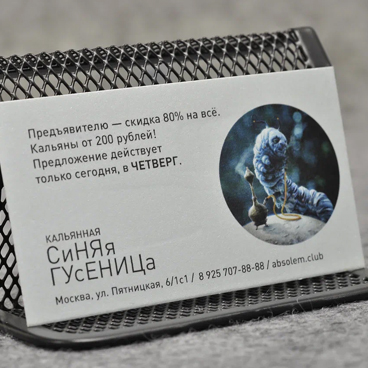 Предъявителю — скидка 80% на всё.
Кальяны от 200 рублей!
Предложение действует
только сегодня, в ЧЕТВЕРГ.
КАЛЬЯННАЯ
СиНЯя
ГУсЕНИЦа
Москва, ул. Пятницкая, 6/1с1 / 8 925 707-88-88 / absolem.club